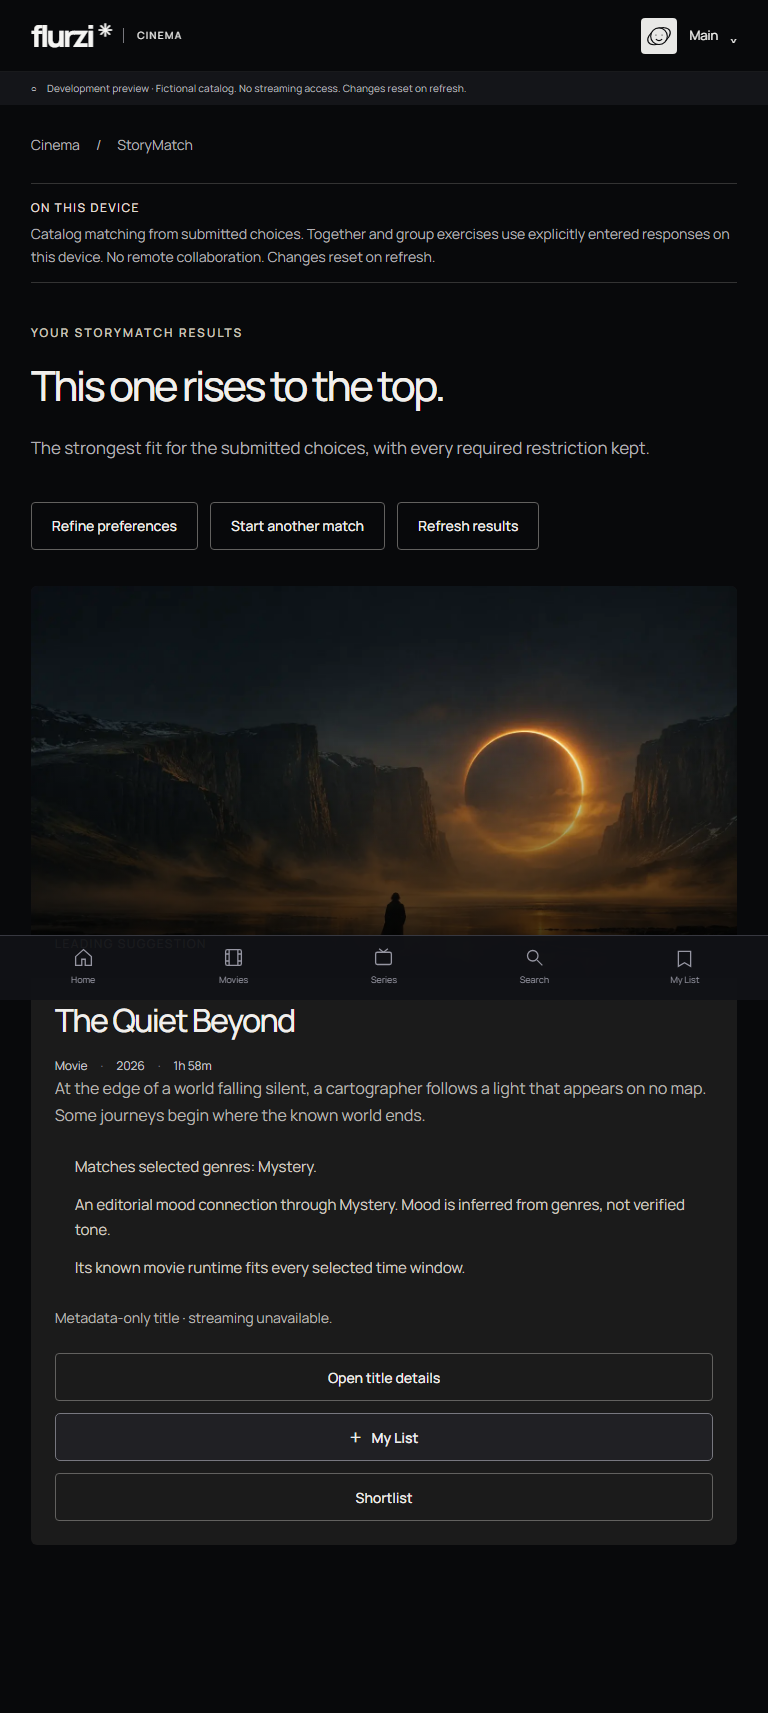 flurzi* CINEMA
Main
Development preview · Fictional catalog. No streaming access. Changes reset on refresh.
Cinema / StoryMatch
ON THIS DEVICE
Catalog matching from submitted choices. Together and group exercises use explicitly entered responses on
this device. No remote collaboration. Changes reset on refresh.
YOUR STORYMATCH RESULTS
This one rises to the top.
The strongest fit for the submitted choices, with every required restriction kept.
Refine preferences Start another match Refresh results
LEADING SUGGESTION
Home Movies Series Search My List
The Quiet Beyond
Movie · 2026 · 1h 58m
At the edge of a world falling silent, a cartographer follows a light that appears on no map.
Some journeys begin where the known world ends.
Matches selected genres: Mystery.
An editorial mood connection through Mystery. Mood is inferred from genres, not verified
tone.
Its known movie runtime fits every selected time window.
Metadata-only title · streaming unavailable.
Open title details
+ My List
Shortlist